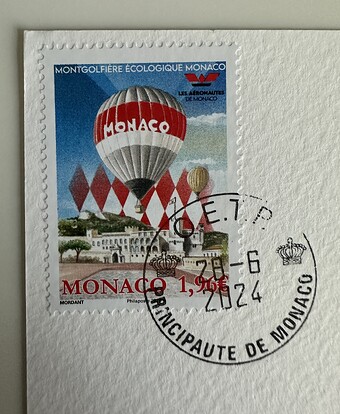 MONTGOLFIÈRE ÉCOLOGIQUE MONACO
LES AÉRONAUTES
DE MONACO
MONACO
MONACO 1,96€
MORDANT
C.E.T.P.
28-6
2024
PRINCIPAUTE DE MONACO